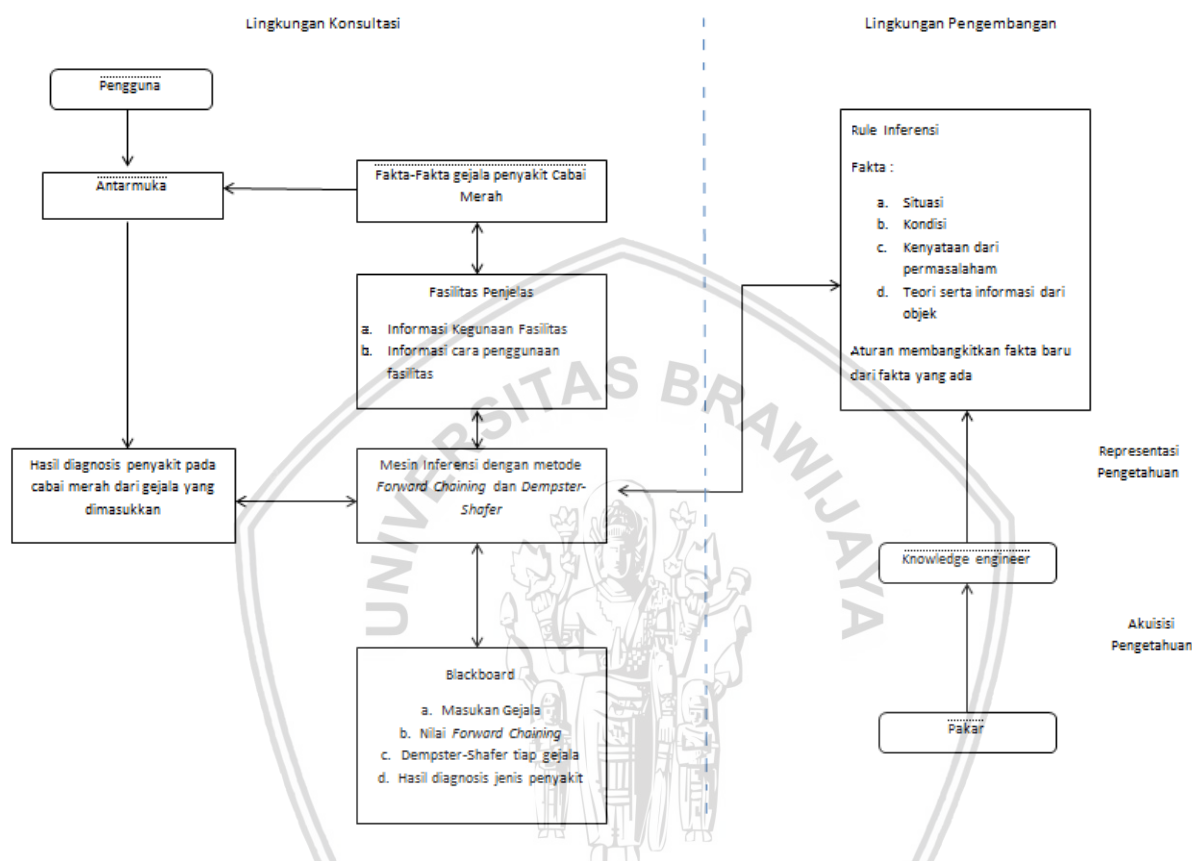 Lingkungan Konsultasi
Lingkungan Pengembangan
Pengguna
Antarmuka
Fakta-Fakta gejala penyakit Cabai
Merah
Fasilitas Penjelas
a. Informasi Kegunaan Fasilitas
b. Informasi cara penggunaan
fasilitas
Hasil diagnosis penyakit pada
cabai merah dari gejala yang
dimasukkan
Mesin Inferensi dengan metode
Forward Chaining dan Dempster-
Shafer
Blackboard
a. Masukan Gejala
b. Nilai Forward Chaining
c. Dempster-Shafer tiap gejala
d. Hasil diagnosis jenis penyakit
Rule Inferensi
Fakta :
a. Situasi
b. Kondisi
c. Kenyataan dari
permasalaham
d. Teori serta informasi dari
objek
Aturan membangkitkan fakta baru
dari fakta yang ada
Representasi
Pengetahuan
Knowledge engineer
Akuisisi
Pengetahuan
Pakar
UNIVERSITAS BRAWIJAYA